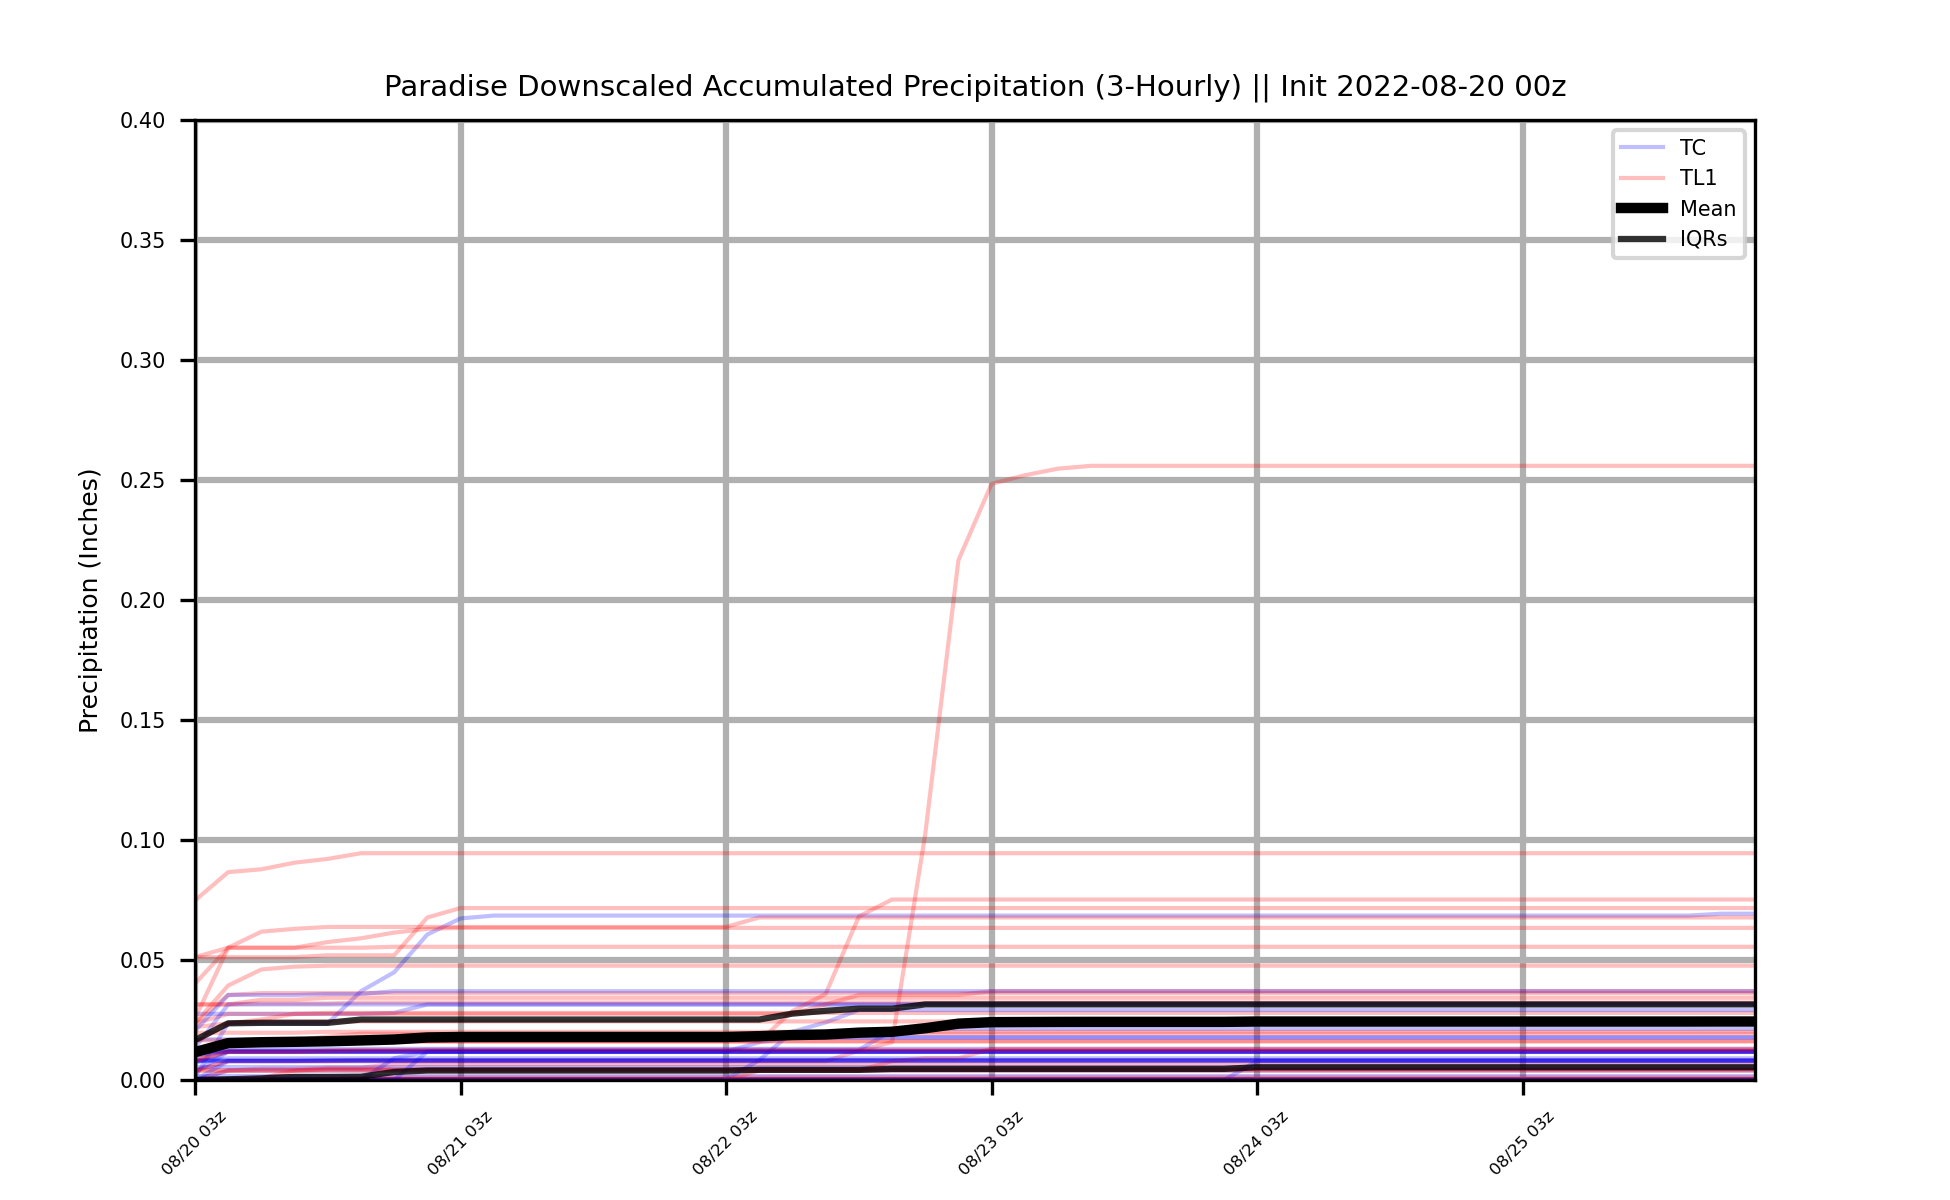 Paradise Downscaled Accumulated Precipitation (3-Hourly) || Init 2022-08-20 00z
TC
TL1
Mean
IQRs
Precipitation (Inches)
0.40
0.35
0.30
0.25
0.20
0.15
0.10
0.05
0.00
08/20 03z
08/21 03z
08/22 03z
08/23 03z
08/24 03z
08/25 03z